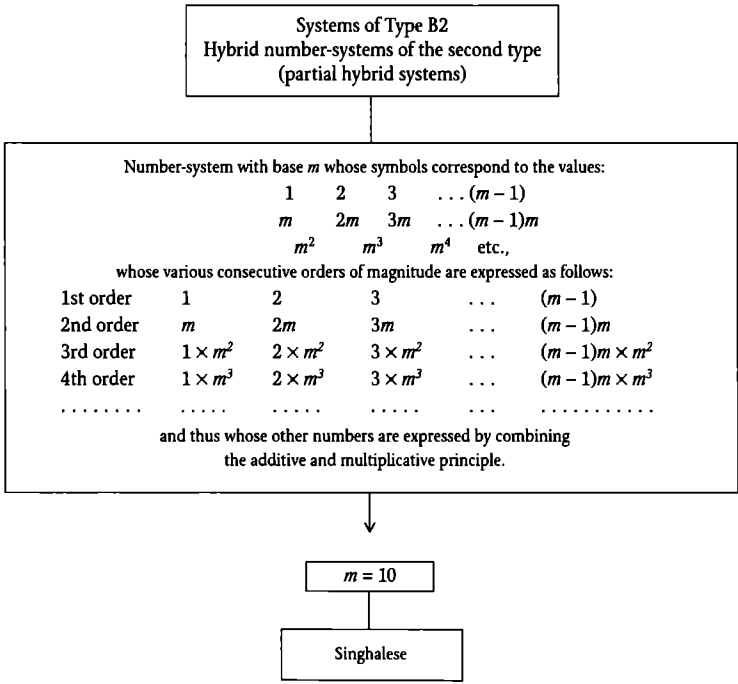 Systems of Type B2
Hybrid number-systems of the second type
(partial hybrid systems)
Number-system with base m whose symbols correspond to the values:
1 2 3 . . . (m – 1)
m 2m 3m . . . (m – 1)m
m² m³ m⁴ etc.,
whose various consecutive orders of magnitude are expressed as follows:
1st order 1 2 3 . . . (m – 1)
2nd order m 2m 3m . . . (m – 1)m
3rd order 1 × m² 2 × m² 3 × m² . . . (m – 1)m × m²
4th order 1 × m³ 2 × m³ 3 × m³ . . . (m – 1)m × m³
. . . . . . . . . . . . . . . . . . . . . . . . . . . . . . . . . . . . . .
and thus whose other numbers are expressed by combining
the additive and multiplicative principle.
m = 10
Singhalese